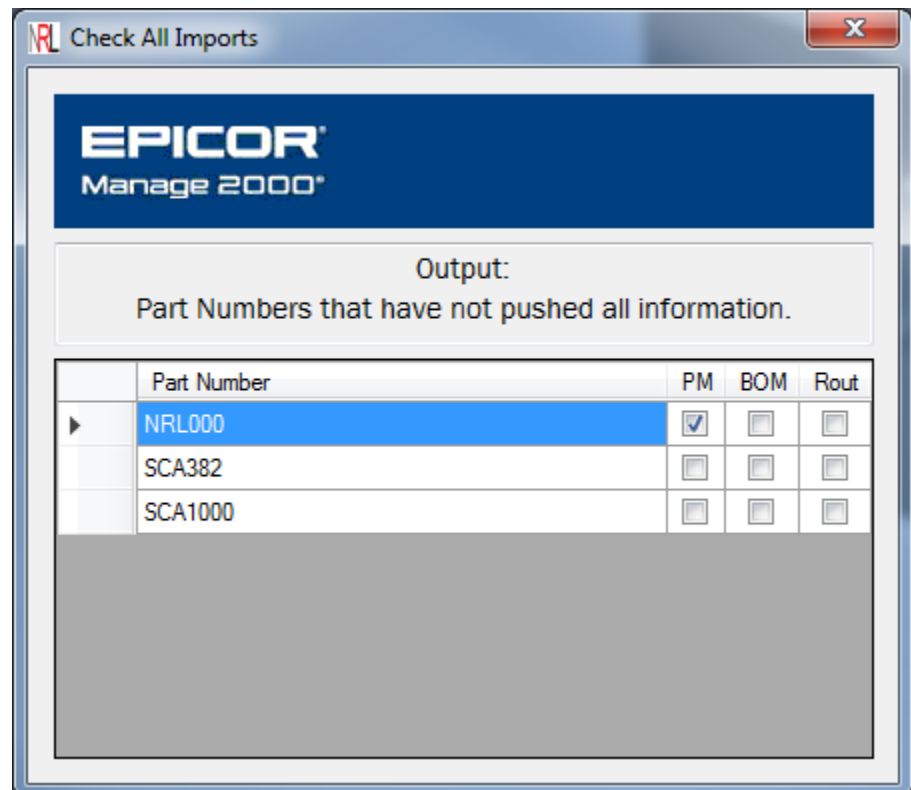 NRL Check All Imports
EPICOR®
Manage 2000®
Output:
Part Numbers that have not pushed all information.
Part Number PM BOM Rout
NRL000
SCA382
SCA1000